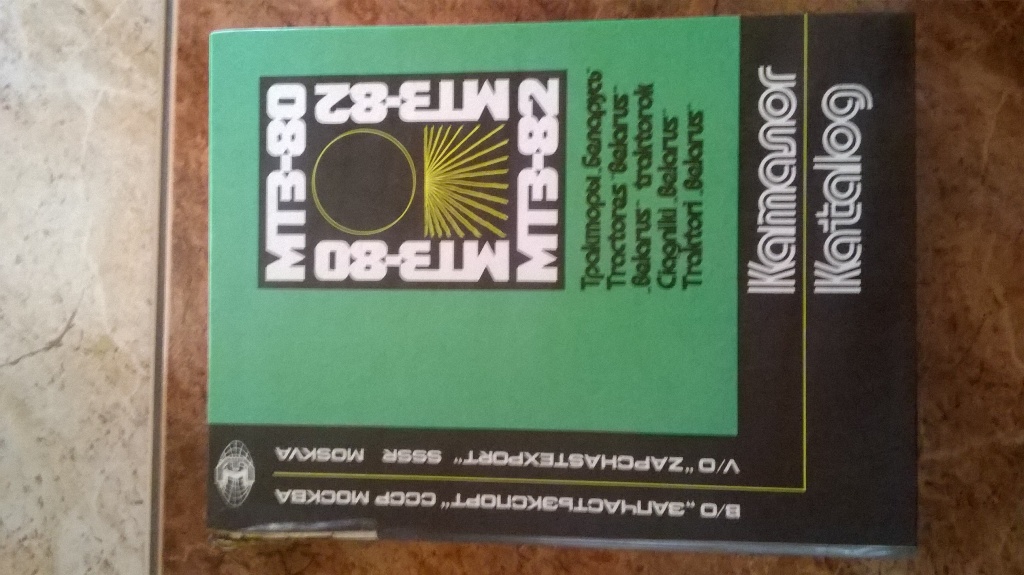 МТЗ-80
МТЗ-82
МТЗ-80
МТЗ-82
Тракторы „Беларусь"
Tractores "Belarus"
„Belarus" traktorok
Ciągniki „Belarus"
Traktori „Belarus"
Каталог
Katalog
V/O "ZAPCHASTEXPORT" SSSR MOSKVA
В/О „ЗАПЧАСТЬЭКСПОРТ" СССР МОСКВА